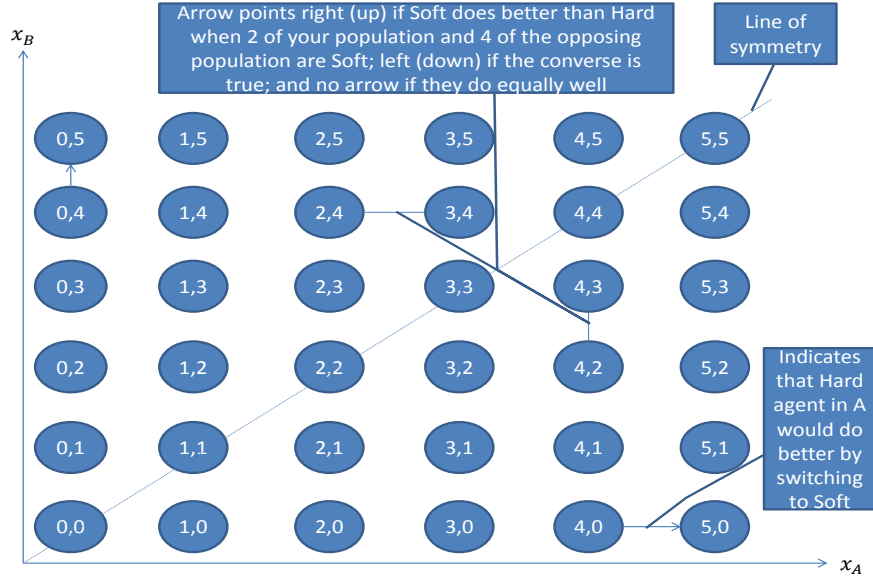 x_B
Arrow points right (up) if Soft does better than Hard
when 2 of your population and 4 of the opposing
population are Soft; left (down) if the converse is
true; and no arrow if they do equally well
Line of
symmetry
0,5 1,5 2,5 3,5 4,5 5,5
0,4 1,4 2,4 3,4 4,4 5,4
0,3 1,3 2,3 3,3 4,3 5,3
0,2 1,2 2,2 3,2 4,2 5,2
Indicates
that Hard
agent in A
would do
better by
switching
to Soft
0,1 1,1 2,1 3,1 4,1 5,1
0,0 1,0 2,0 3,0 4,0 5,0
x_A